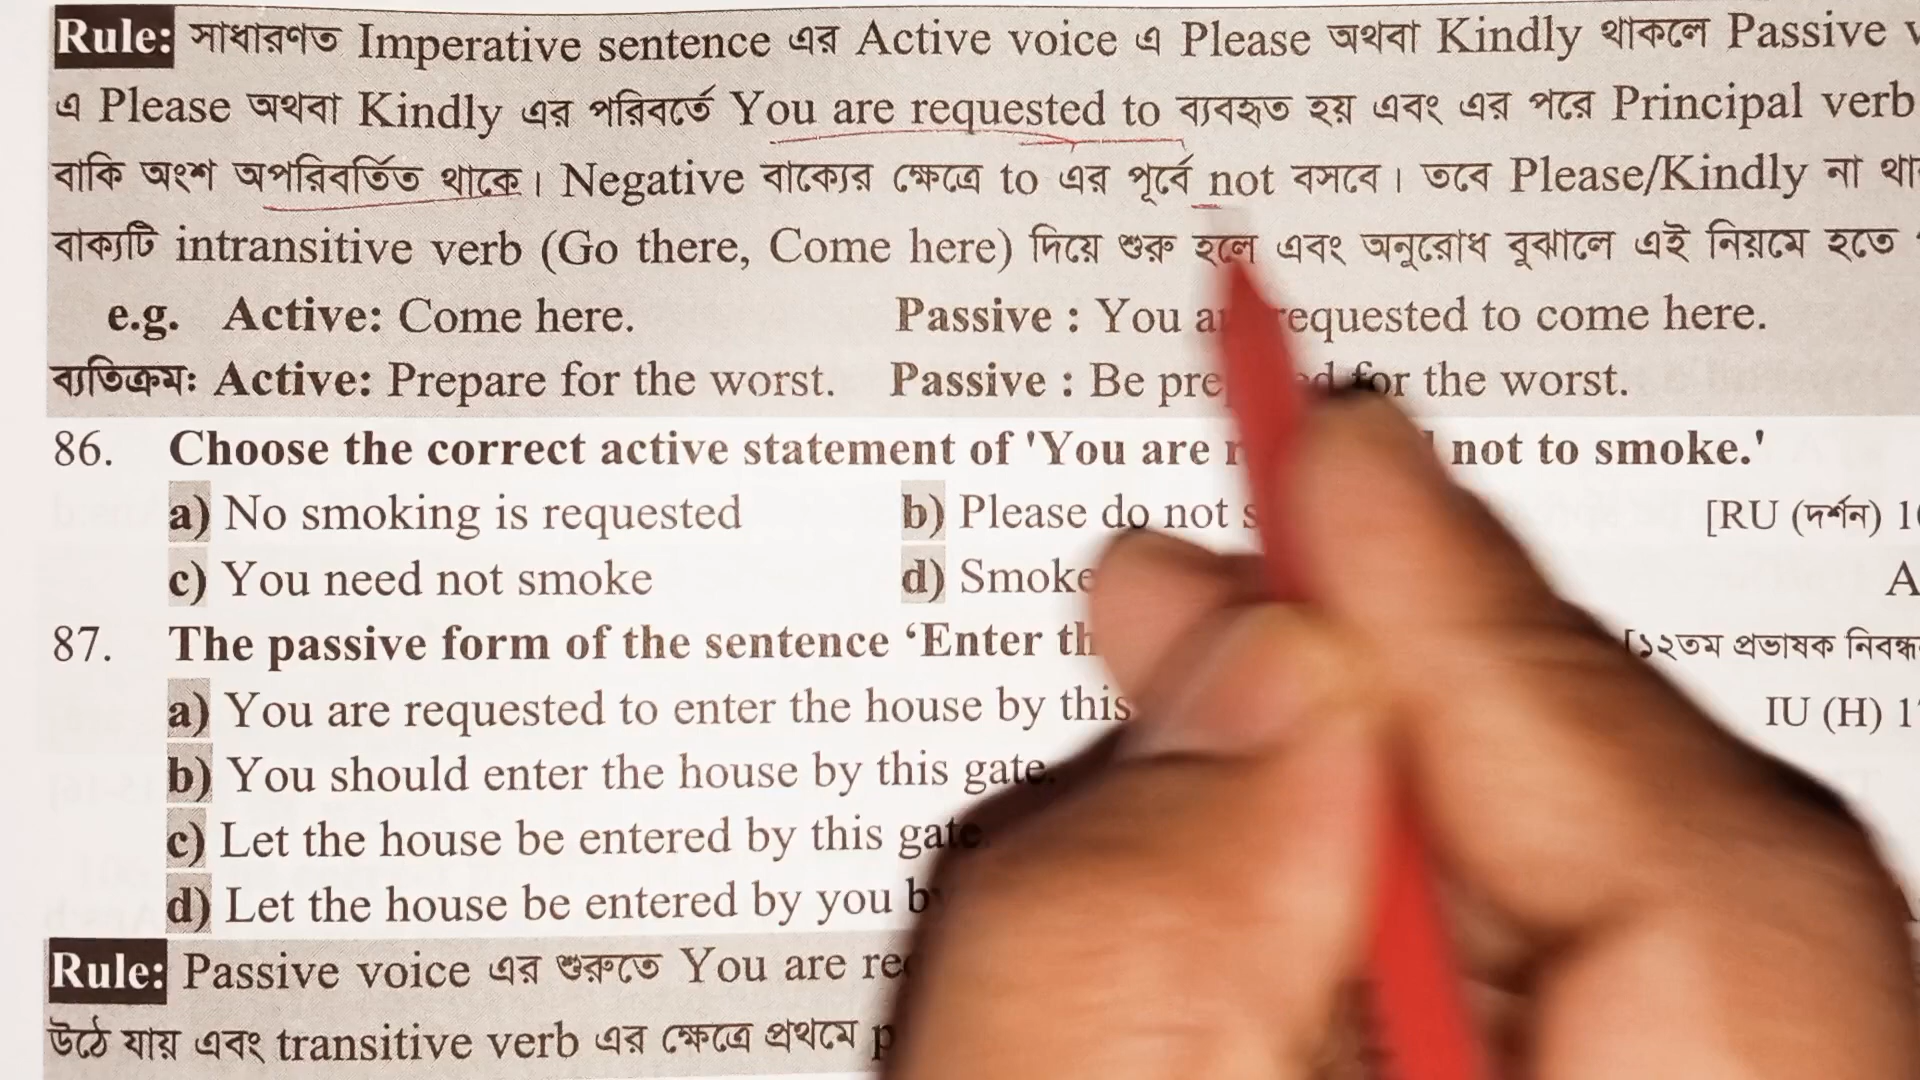 Rule: সাধারণত Imperative sentence এর Active voice এ Please অথবা Kindly থাকলে Passive
এ Please অথবা Kindly এর পরিবর্তে You are requested to ব্যবহৃত হয় এবং এর পরে Principal verb
বাকি অংশ অপরিবর্তিত থাকে। Negative বাক্যের ক্ষেত্রে to এর পূর্বে not বসবে। তবে Please/Kindly না
বাক্যটি intransitive verb (Go there, Come here) দিয়ে শুরু হলে এবং অনুরোধ বুঝালে এই নিয়মে হতে
e.g. Active: Come here. Passive : You requested to come here.
ব্যতিক্রম: Active: Prepare for the worst. Passive : Be for the worst.
86. Choose the correct active statement of 'You are not to smoke.'
a) No smoking is requested b) Please do not [RU (দর্শন)
c) You need not smoke d) Smoke
87. The passive form of the sentence ‘Enter [১২তম প্রভাষক
a) You are requested to enter the house by this IU (H)
b) You should enter the house by this gate.
c) Let the house be entered by this gate.
d) Let the house be entered by you
Rule: Passive voice এর শুরুতে You are
উঠে যায় এবং transitive verb এর ক্ষেত্রে প্রথমে